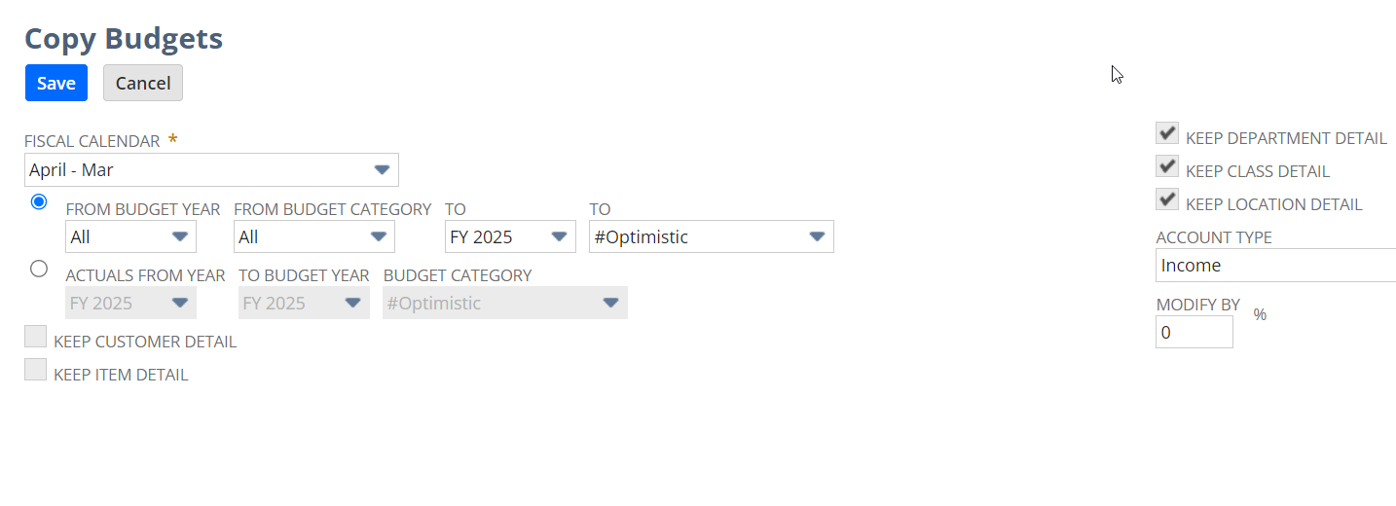 Copy Budgets
Save Cancel
FISCAL CALENDAR *
April - Mar
FROM BUDGET YEAR FROM BUDGET CATEGORY TO TO
All All FY 2025 #Optimistic
ACTUALS FROM YEAR TO BUDGET YEAR BUDGET CATEGORY
FY 2025 FY 2025 #Optimistic
KEEP CUSTOMER DETAIL
KEEP ITEM DETAIL
KEEP DEPARTMENT DETAIL
KEEP CLASS DETAIL
KEEP LOCATION DETAIL
ACCOUNT TYPE
Income
MODIFY BY %
0